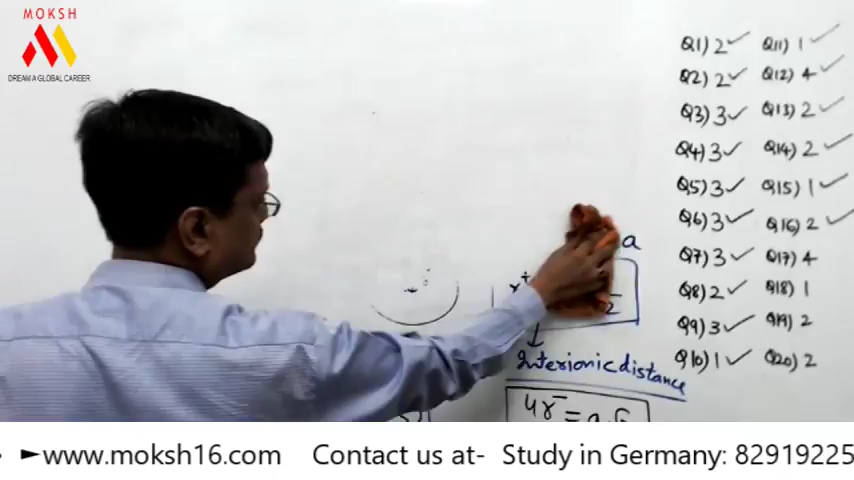 MOKSH
DREAM A GLOBAL CAREER
Q1) 2 ✓ Q11) 1 ✓
Q2) 2 ✓ Q12) 4 ✓
Q3) 3 ✓ Q13) 2 ✓
Q4) 3 ✓ Q14) 2 ✓
Q5) 3 ✓ Q15) 1 ✓
Q6) 3 ✓ Q16) 2 ✓
Q7) 3 ✓ Q17) 4
Q8) 2 ✓ Q18) 1
Q9) 3 ✓ Q19) 2
Q10) 1 ✓ Q20) 2
a
r+
2
Interionic distance
4r⁻ = a
►www.moksh16.com Contact us at- Study in Germany: 82919225